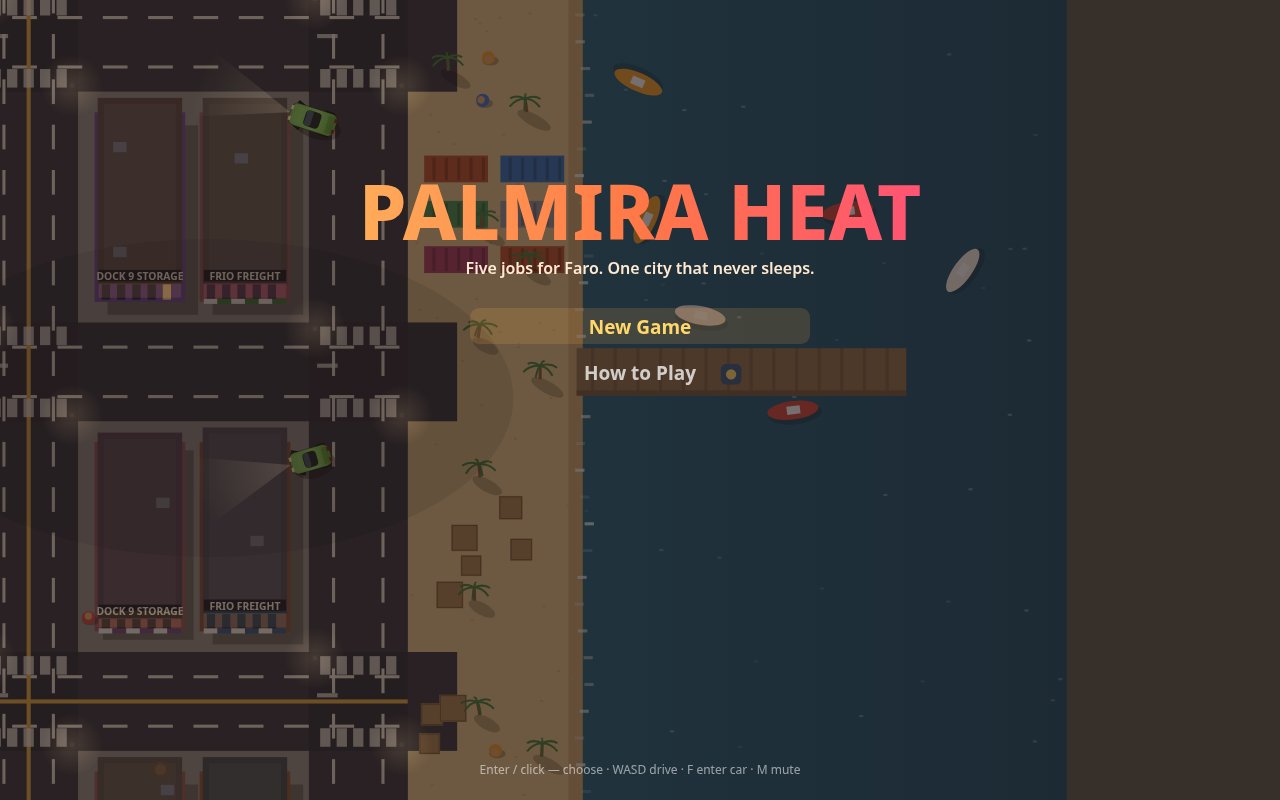 PALMIRA HEAT
Five jobs for Faro. One city that never sleeps.
New Game
How to Play
DOCK 9 STORAGE
FRIO FREIGHT
DOCK 9 STORAGE
FRIO FREIGHT
Enter / click — choose · WASD drive · F enter car · M mute